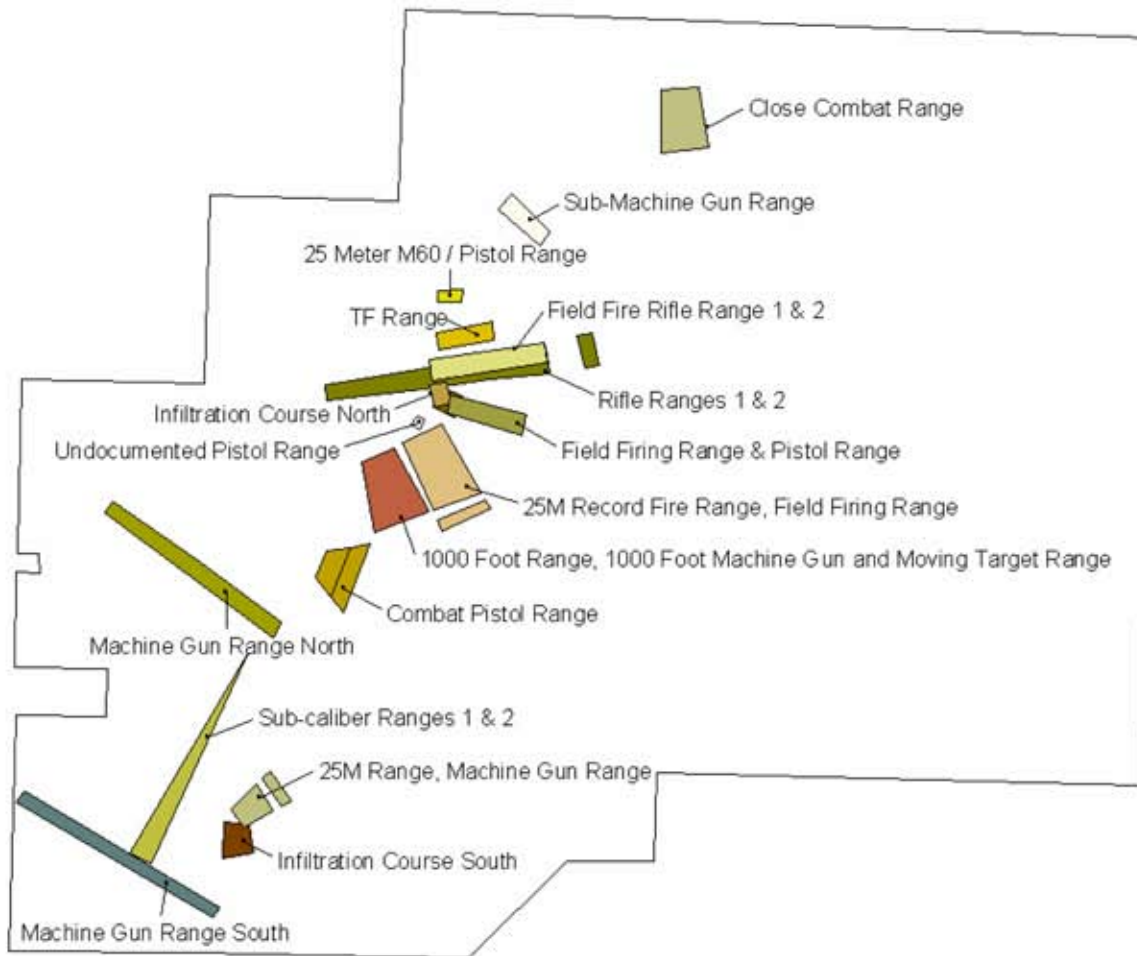 Close Combat Range
Sub-Machine Gun Range
25 Meter M60 / Pistol Range
Field Fire Rifle Range 1 & 2
TF Range
Rifle Ranges 1 & 2
Infiltration Course North
Undocumented Pistol Range
Field Firing Range & Pistol Range
25M Record Fire Range, Field Firing Range
1000 Foot Range, 1000 Foot Machine Gun and Moving Target Range
Combat Pistol Range
Machine Gun Range North
Sub-caliber Ranges 1 & 2
25M Range, Machine Gun Range
Infiltration Course South
Machine Gun Range South